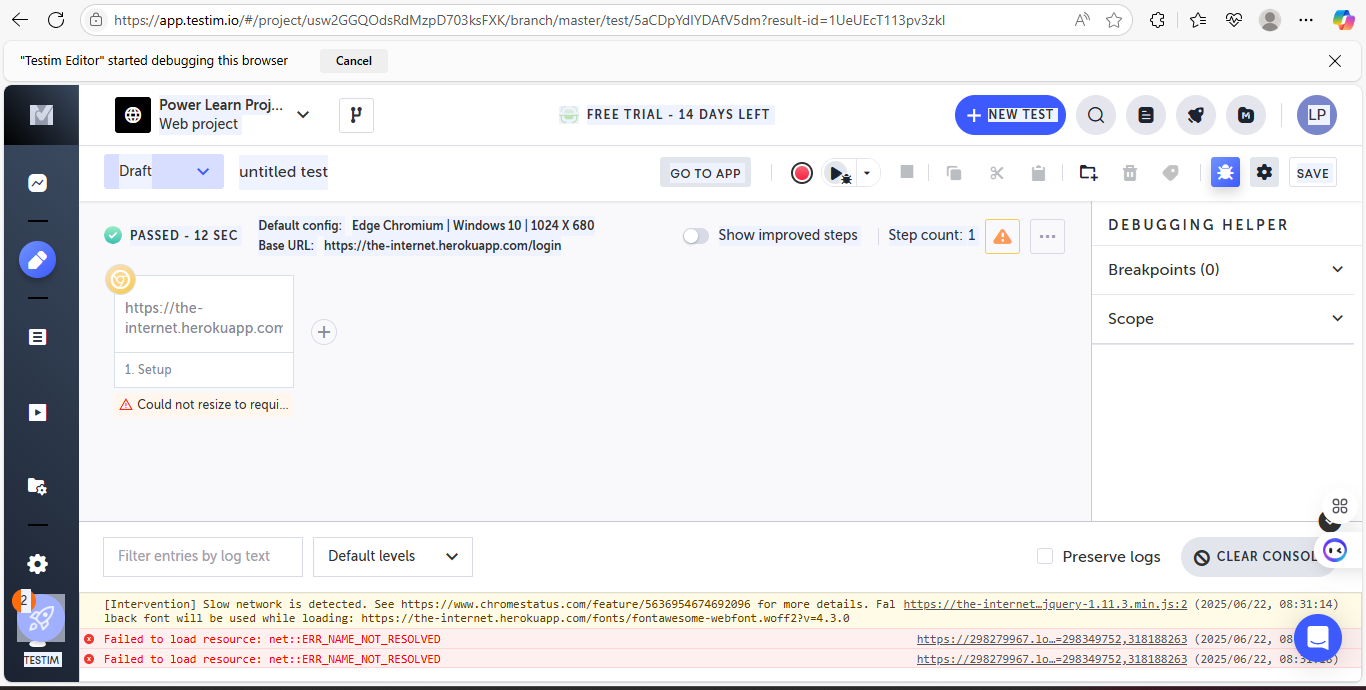 https://app.testim.io/#/project/usw2GGQOdsRdMzpD703ksFXK/branch/master/test/5aCDpYdIYDAfV5dm?result-id=1UeUEcT113pv3zkI
"Testim Editor" started debugging this browser
Cancel
Power Learn Proj...
Web project
FREE TRIAL - 14 DAYS LEFT
NEW TEST
LP
Draft
untitled test
GO TO APP
SAVE
PASSED - 12 SEC
Default config: Edge Chromium | Windows 10 | 1024 X 680
Base URL: https://the-internet.herokuapp.com/login
Show improved steps
Step count: 1
DEBUGGING HELPER
Breakpoints (0)
Scope
https://the-
internet.herokuapp.com
1. Setup
Could not resize to requi...
Filter entries by log text
Default levels
Preserve logs
CLEAR CONSOL
[Intervention] Slow network is detected. See https://www.chromestatus.com/feature/5636954674692096 for more details. Fal
https://the-internet…jquery-1.11.3.min.js:2 (2025/06/22, 08:31:14)
lback font will be used while loading: https://the-internet.herokuapp.com/fonts/fontawesome-webfont.woff2?v=4.3.0
Failed to load resource: net::ERR_NAME_NOT_RESOLVED
https://298279967.lo…=298349752,318188263 (2025/06/22,
Failed to load resource: net::ERR_NAME_NOT_RESOLVED
https://298279967.lo…=298349752,318188263 (2025/06/22,
2
TESTIM